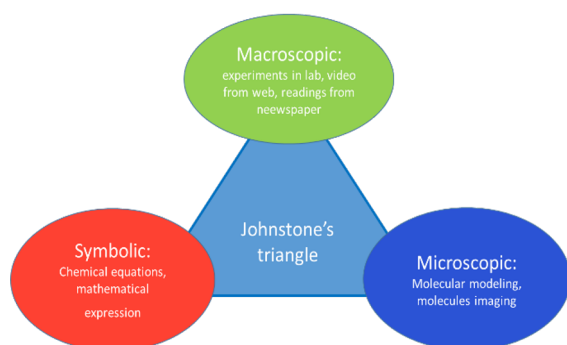 Macroscopic:
experiments in lab, video
from web, readings from
neewspaper
Johnstone's
triangle
Symbolic:
Chemical equations,
mathematical
expression
Microscopic:
Molecular modeling,
molecules imaging